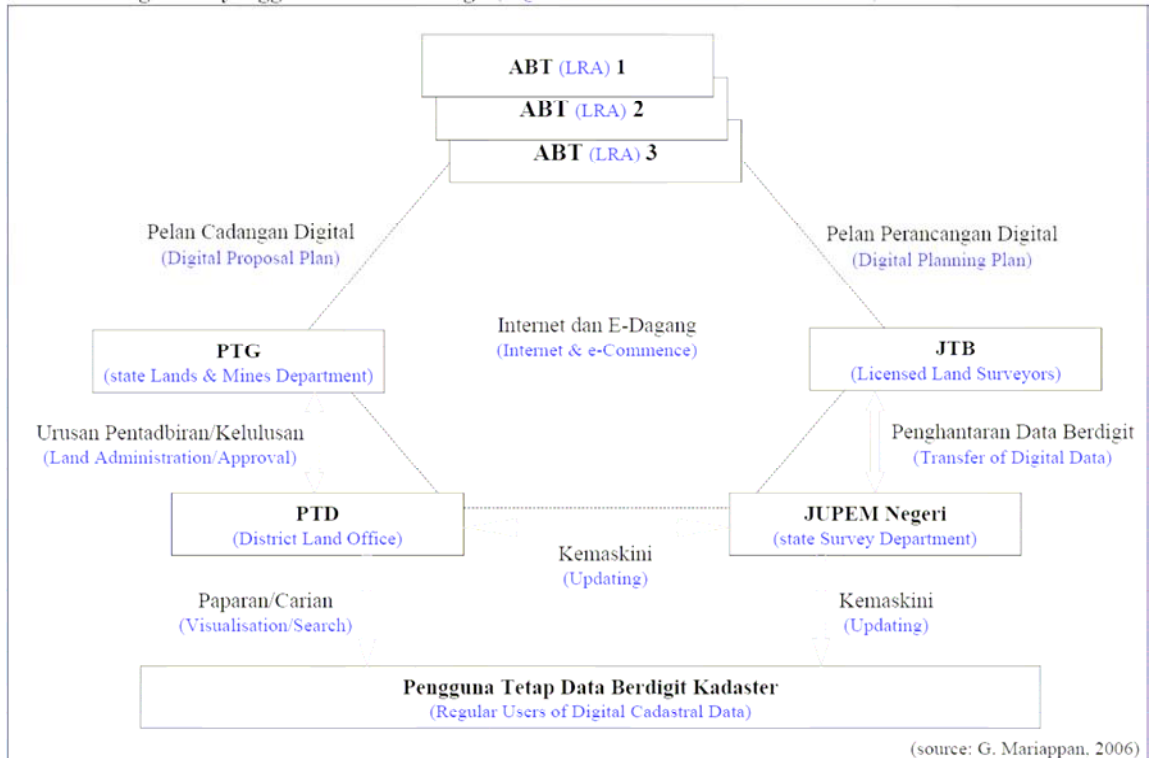 ABT (LRA) 1
ABT (LRA) 2
ABT (LRA) 3
Pelan Cadangan Digital
(Digital Proposal Plan)
Pelan Perancangan Digital
(Digital Planning Plan)
Internet dan E-Dagang
(Internet & e-Commence)
PTG
(state Lands & Mines Department)
JTB
(Licensed Land Surveyors)
Urusan Pentadbiran/Kelulusan
(Land Administration/Approval)
Penghantaran Data Berdigit
(Transfer of Digital Data)
PTD
(District Land Office)
JUPEM Negeri
(state Survey Department)
Kemaskini
(Updating)
Paparan/Carian
(Visualisation/Search)
Kemaskini
(Updating)
Pengguna Tetap Data Berdigit Kadaster
(Regular Users of Digital Cadastral Data)
(source: G. Mariappan, 2006)